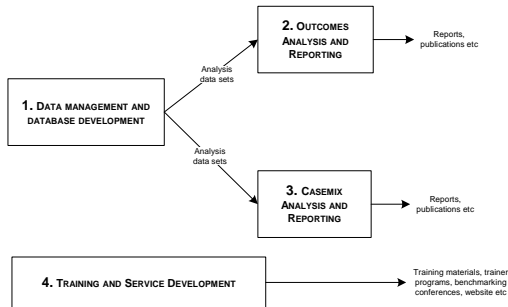 2. OUTCOMES
ANALYSIS AND
REPORTING
Reports,
publications etc
Analysis
data sets
1. DATA MANAGEMENT AND
DATABASE DEVELOPMENT
Analysis
data sets
3. CASEMIX
ANALYSIS AND
REPORTING
Reports,
publications etc
4. TRAINING AND SERVICE DEVELOPMENT
Training materials, trainer
programs, benchmarking
conferences, website etc